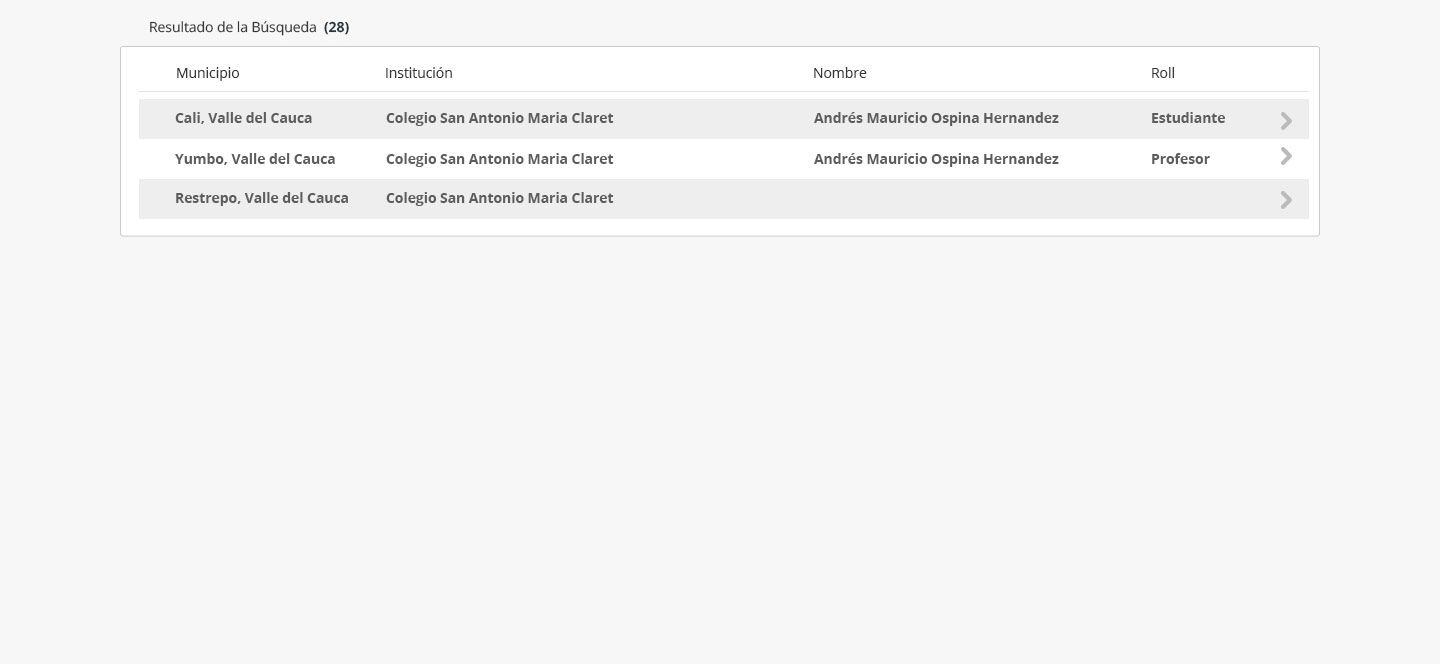 Resultado de la Búsqueda (28)
Municipio Institución Nombre Roll
Cali, Valle del Cauca Colegio San Antonio Maria Claret Andrés Mauricio Ospina Hernandez Estudiante
Yumbo, Valle del Cauca Colegio San Antonio Maria Claret Andrés Mauricio Ospina Hernandez Profesor
Restrepo, Valle del Cauca Colegio San Antonio Maria Claret